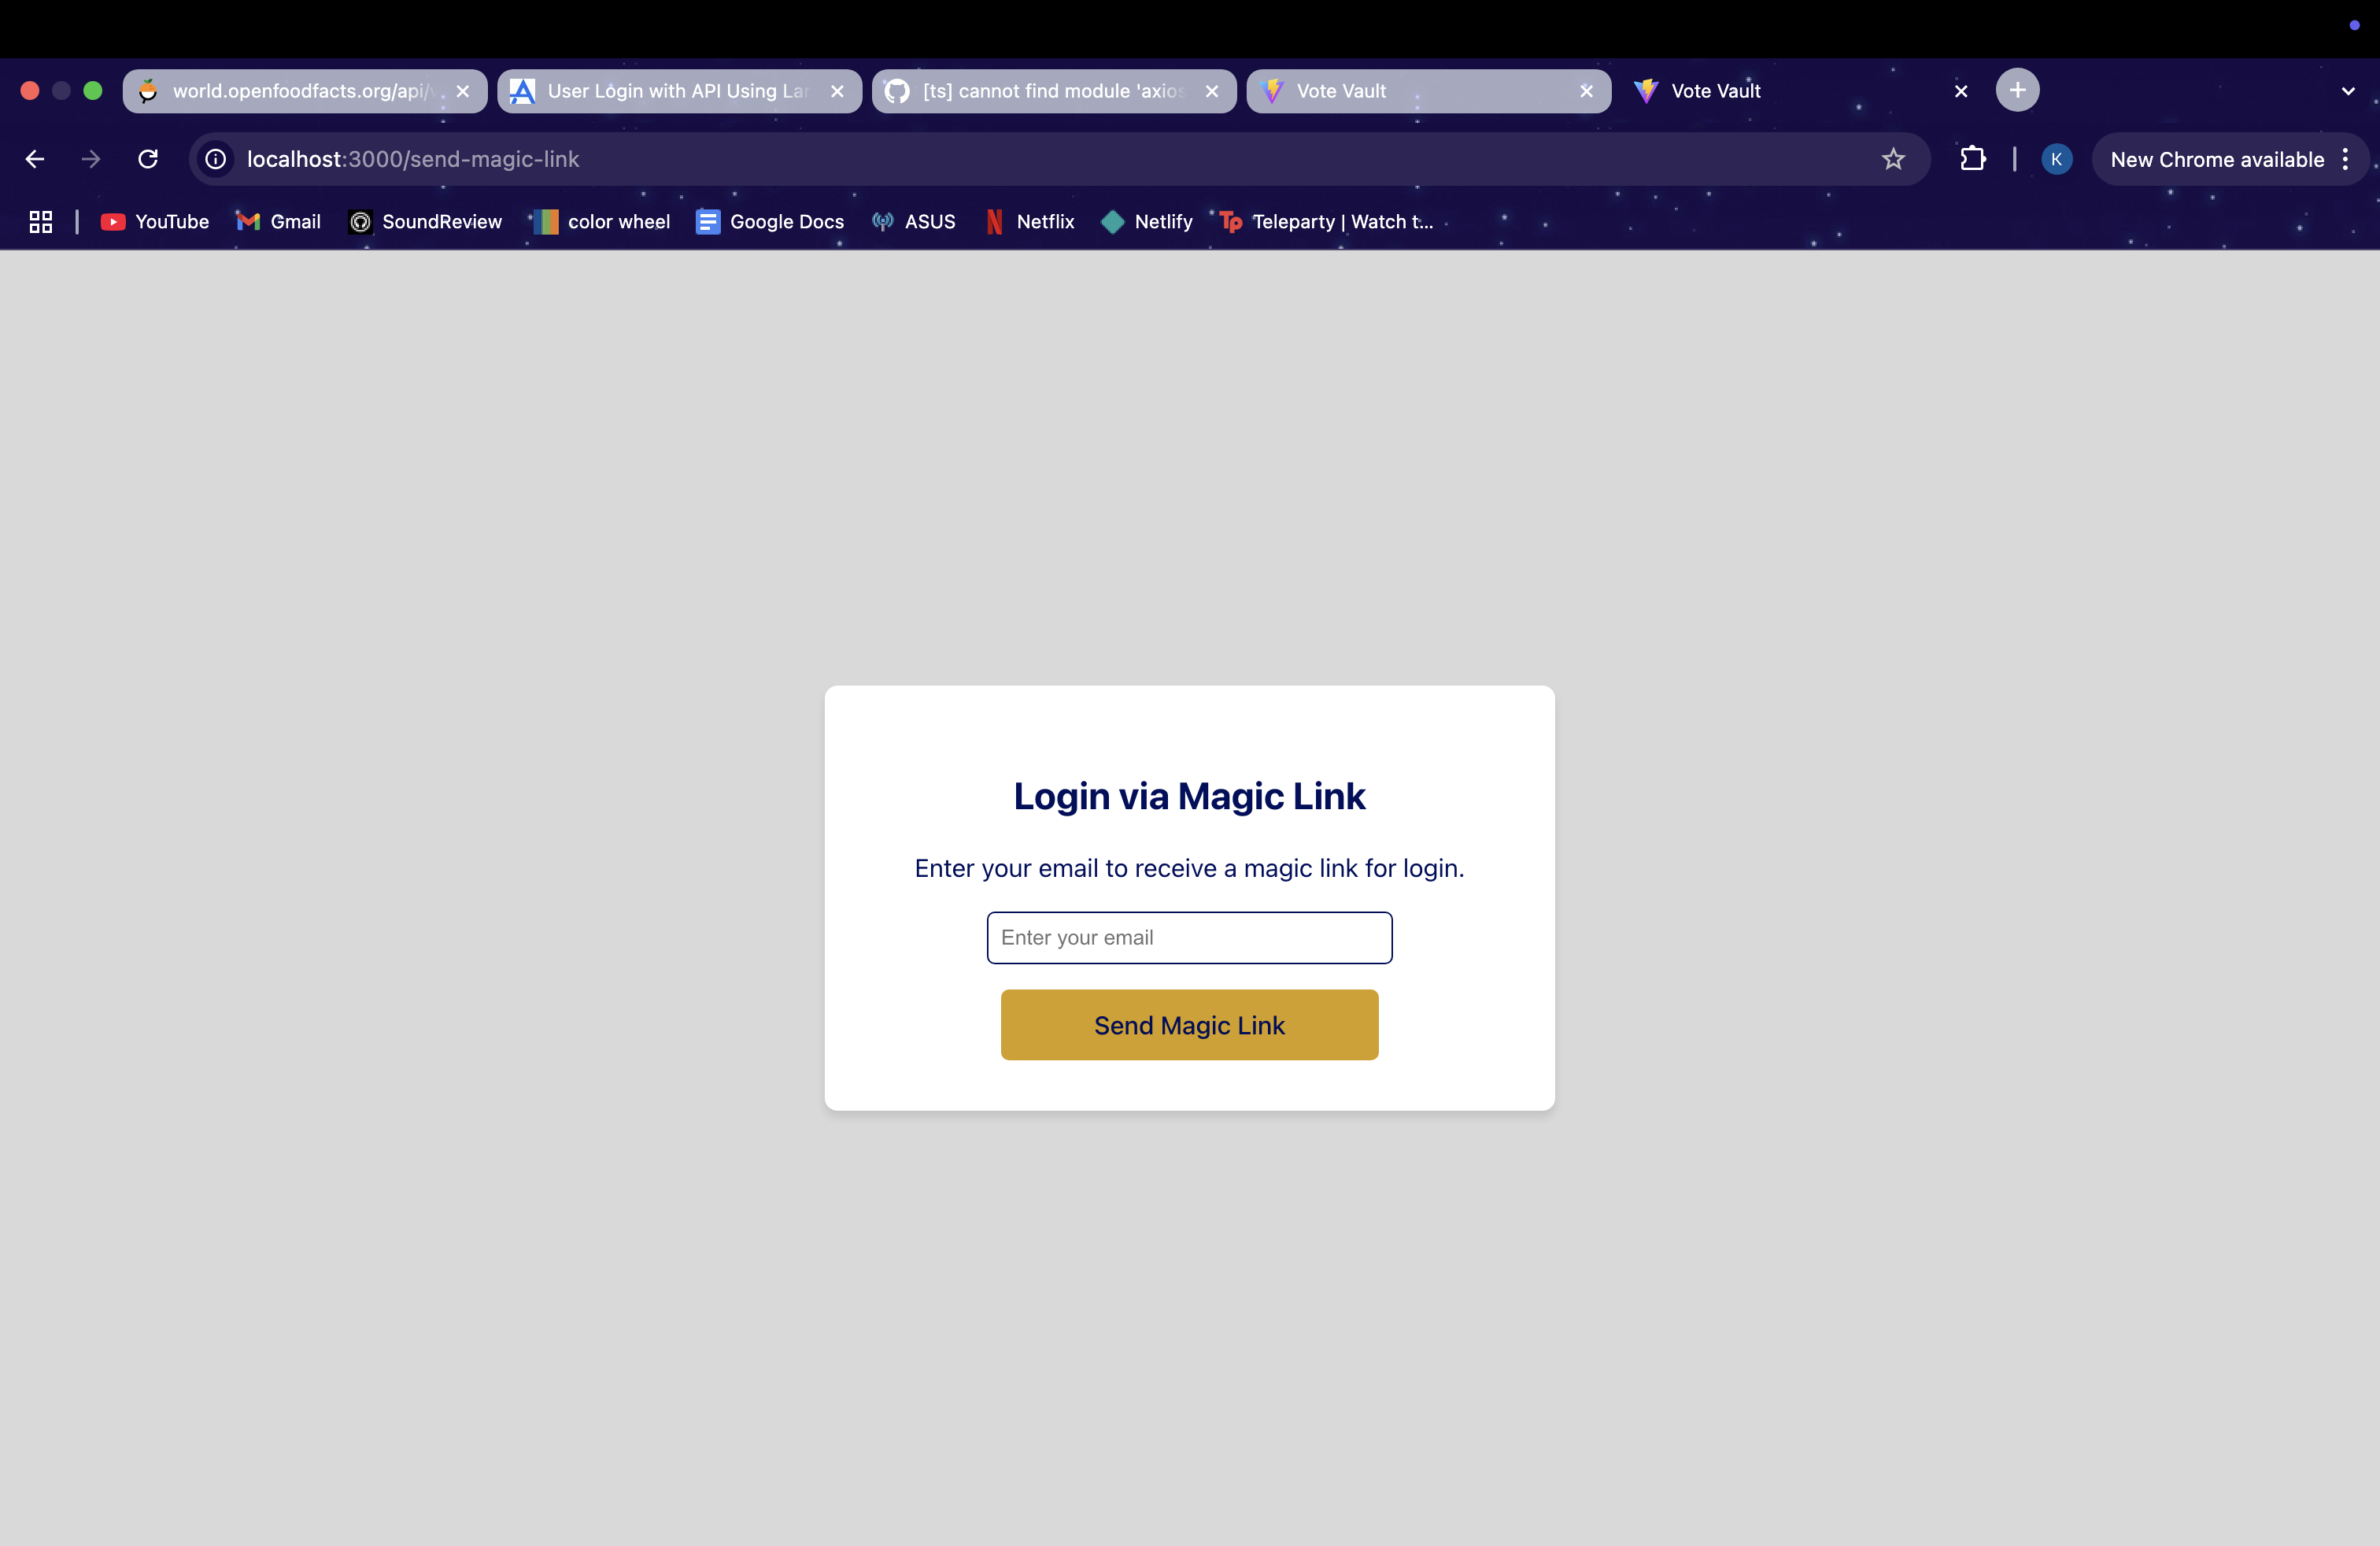 world.openfoodfacts.org/api/
User Login with API Using Lar
[ts] cannot find module 'axios
Vote Vault
Vote Vault
localhost:3000/send-magic-link
K
New Chrome available
YouTube
Gmail
SoundReview
color wheel
Google Docs
ASUS
Netflix
Netlify
Tp
Teleparty | Watch t...
Login via Magic Link
Enter your email to receive a magic link for login.
Enter your email
Send Magic Link